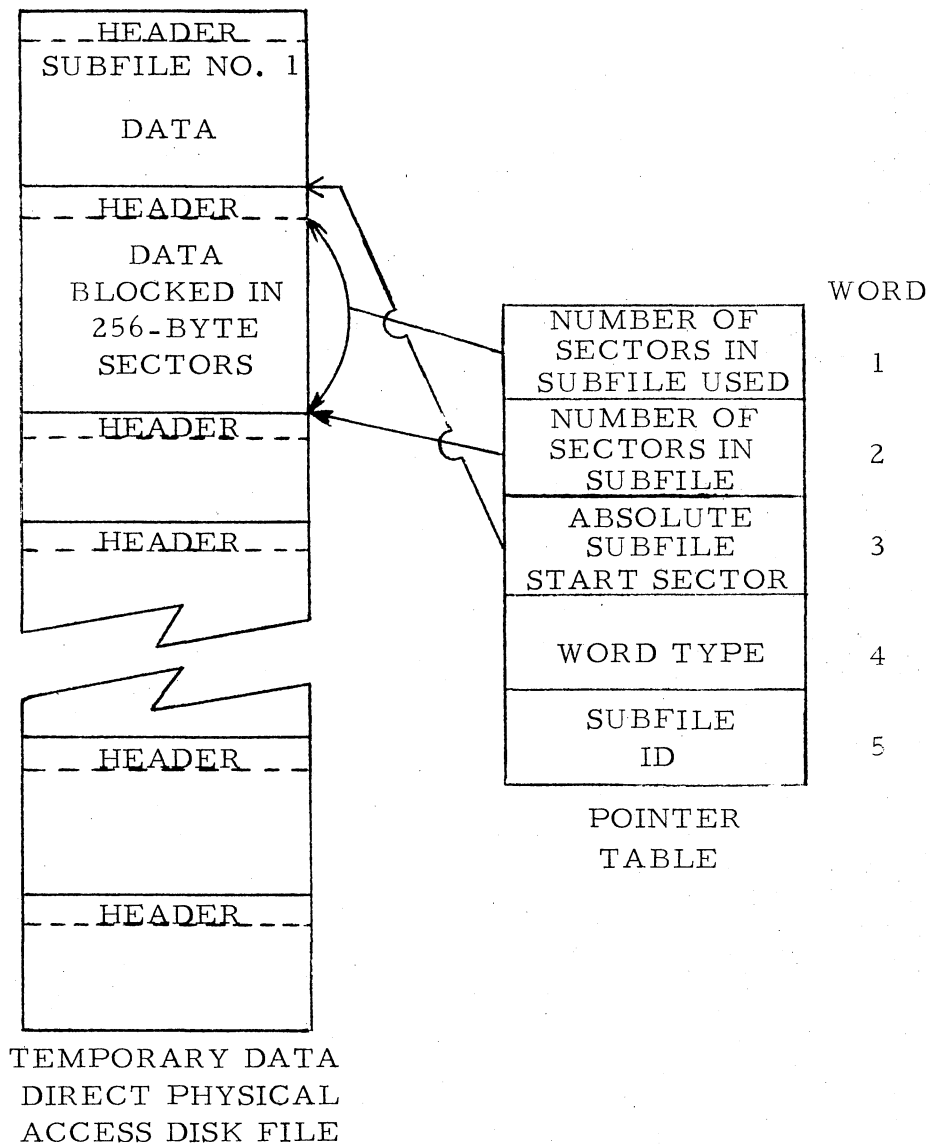 HEADER
SUBFILE NO. 1
DATA
HEADER
DATA
BLOCKED IN
256-BYTE
SECTORS
HEADER
HEADER
HEADER
HEADER
TEMPORARY DATA
DIRECT PHYSICAL
ACCESS DISK FILE
WORD
NUMBER OF
SECTORS IN
SUBFILE USED
1
NUMBER OF
SECTORS IN
SUBFILE
2
ABSOLUTE
SUBFILE
START SECTOR
3
WORD TYPE
4
SUBFILE
ID
5
POINTER
TABLE